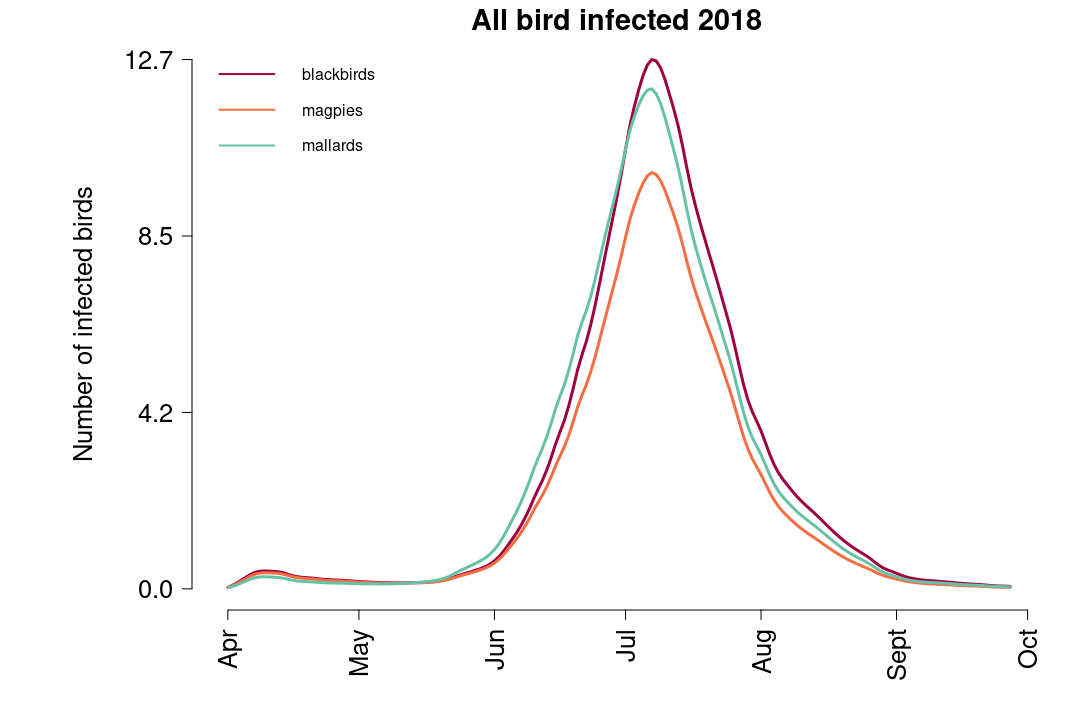 All bird infected 2018
12.7
8.5
4.2
0.0
Number of infected birds
blackbirds
magpies
mallards
Apr
May
Jun
Jul
Aug
Sept
Oct